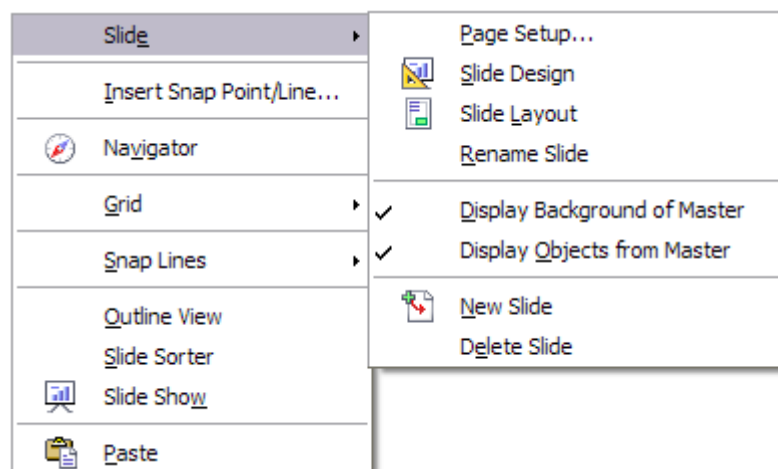 Slide
Insert Snap Point/Line...
Navigator
Grid
Snap Lines
Outline View
Slide Sorter
Slide Show
Paste
Page Setup...
Slide Design
Slide Layout
Rename Slide
Display Background of Master
Display Objects from Master
New Slide
Delete Slide